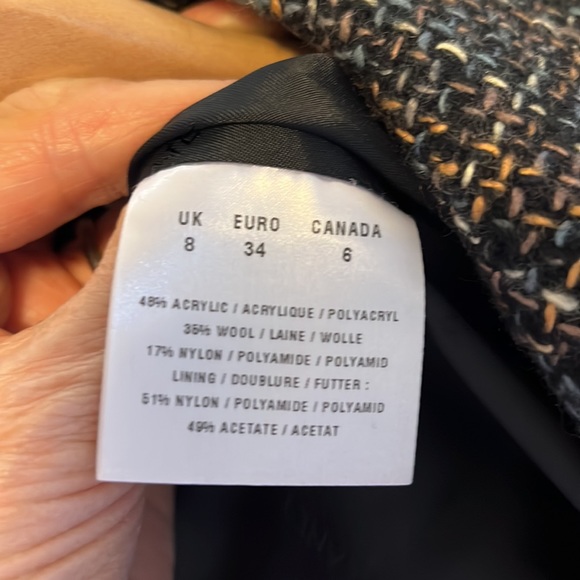 UK EURO CANADA
8 34 6
48% ACRYLIC / ACRYLIQUE / POLYACRYL
35% WOOL / LAINE / WOLLE
17% NYLON / POLYAMIDE / POLYAMID
LINING / DOUBLURE / FUTTER :
51% NYLON / POLYAMIDE / POLYAMID
49% ACETATE / ACETAT